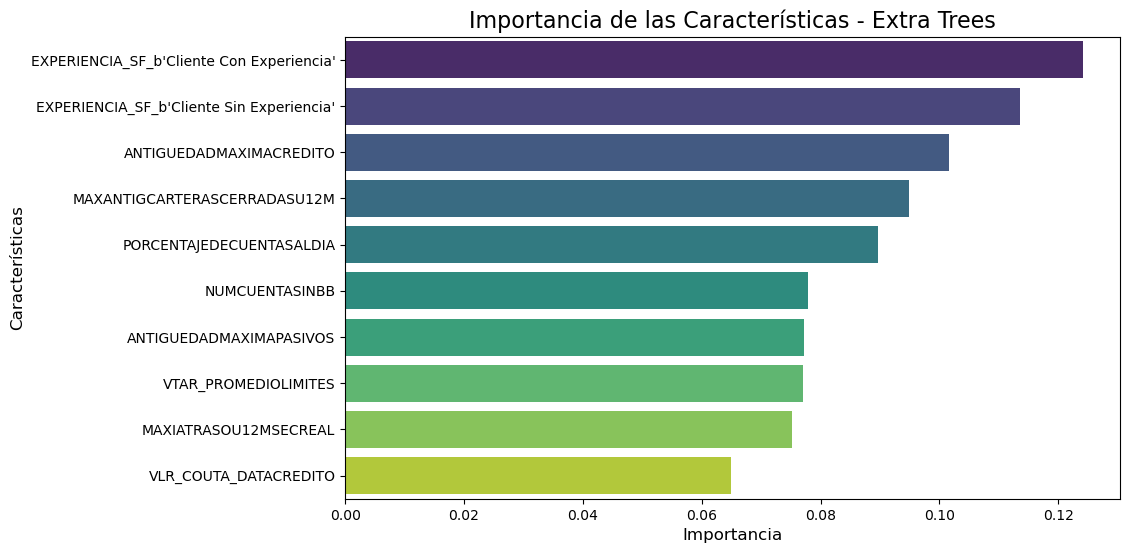 Importancia de las Características - Extra Trees
Características
EXPERIENCIA_SF_b'Cliente Con Experiencia'
EXPERIENCIA_SF_b'Cliente Sin Experiencia'
ANTIGUEDADMAXIMACREDITO
MAXANTIGCARTERASCERRADASU12M
PORCENTAJEDECUENTASALDIA
NUMCUENTASINBB
ANTIGUEDADMAXIMAPASIVOS
VTAR_PROMEDIOLIMITES
MAXIATRASOU12MSECREAL
VLR_COUTA_DATACREDITO
0.00 0.02 0.04 0.06 0.08 0.10 0.12
Importancia